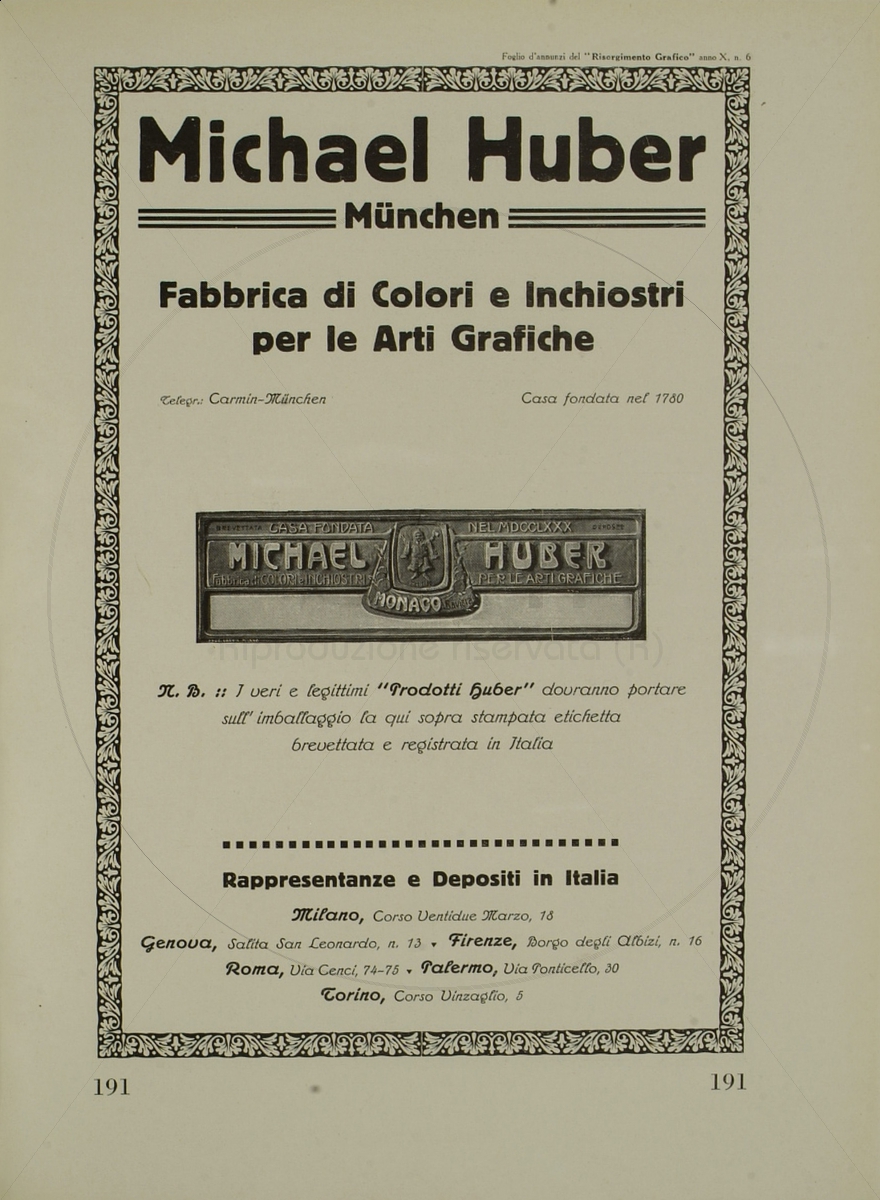 Foglio d'annunzi del "Risorgimento Grafico" anno X, n. 6
Michael Huber
München
Fabbrica di Colori e Inchiostri
per le Arti Grafiche
Telegr.: Carmin-München Casa fondata nel 1780
BREVETTATA CASA FONDATA NEL MDCCLXXX
MICHAEL HUBER
Fabbrica di COLORI e INCHIOSTRI PER LE ARTI GRAFICHE
MONACO
Riproduzione riservata (R)
N. B. :: I veri e legittimi "Prodotti Huber" dovranno portare
sull' imballaggio la qui sopra stampata etichetta
brevettata e registrata in Italia
Rappresentanze e Depositi in Italia
Milano, Corso Ventidue Marzo, 18
Genova, Salita San Leonardo, n. 13 ▾ Firenze, Borgo degli Albizi, n. 16
Roma, Via Cenci, 74-75 ▾ Palermo, Via Ponticello, 30
Torino, Corso Vinzaglio, 5
191 191